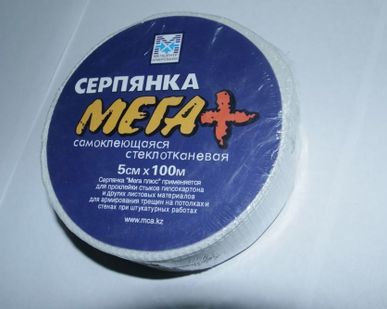 СЕРПЯНКА
МЕГА+
самоклеющаяся
стеклотканевая
5см х 100м
Серпянка "Мега плюс" применяется
для проклейки стыков гипсокартона
и других листовых материалов
для армирования трещин на потолках и
стенах при штукатурных работах
www.mca.kz